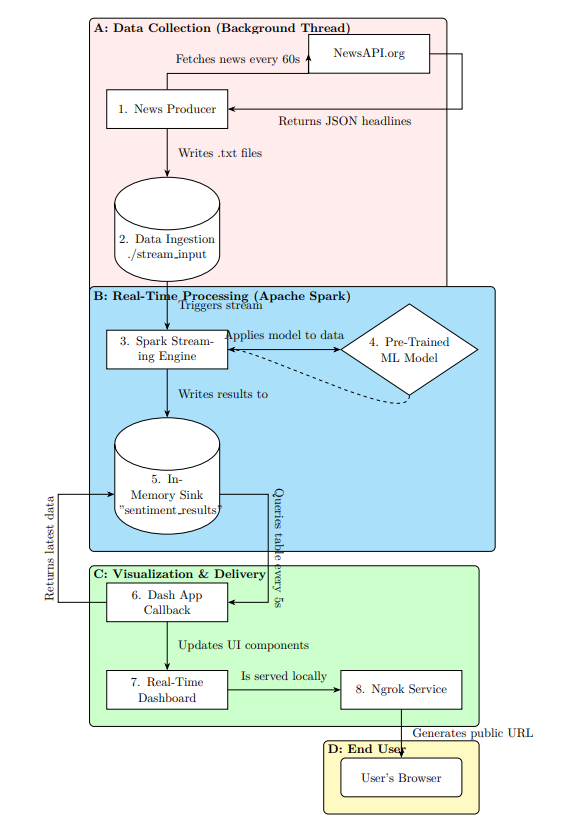 A: Data Collection (Background Thread)
NewsAPI.org
Fetches news every 60s
1. News Producer
Returns JSON headlines
Writes .txt files
2. Data Ingestion
./stream_input
B: Real-Time Processing (Apache Spark)
Triggers stream
Applies model to data
3. Spark Stream-
ing Engine
4. Pre-Trained
ML Model
Writes results to
5. In-
Memory Sink
"sentiment_results"
Returns latest data
Queries table every 5s
C: Visualization & Delivery
6. Dash App
Callback
Updates UI components
7. Real-Time
Dashboard
Is served locally
8. Ngrok Service
Generates public URL
D: End User
User's Browser